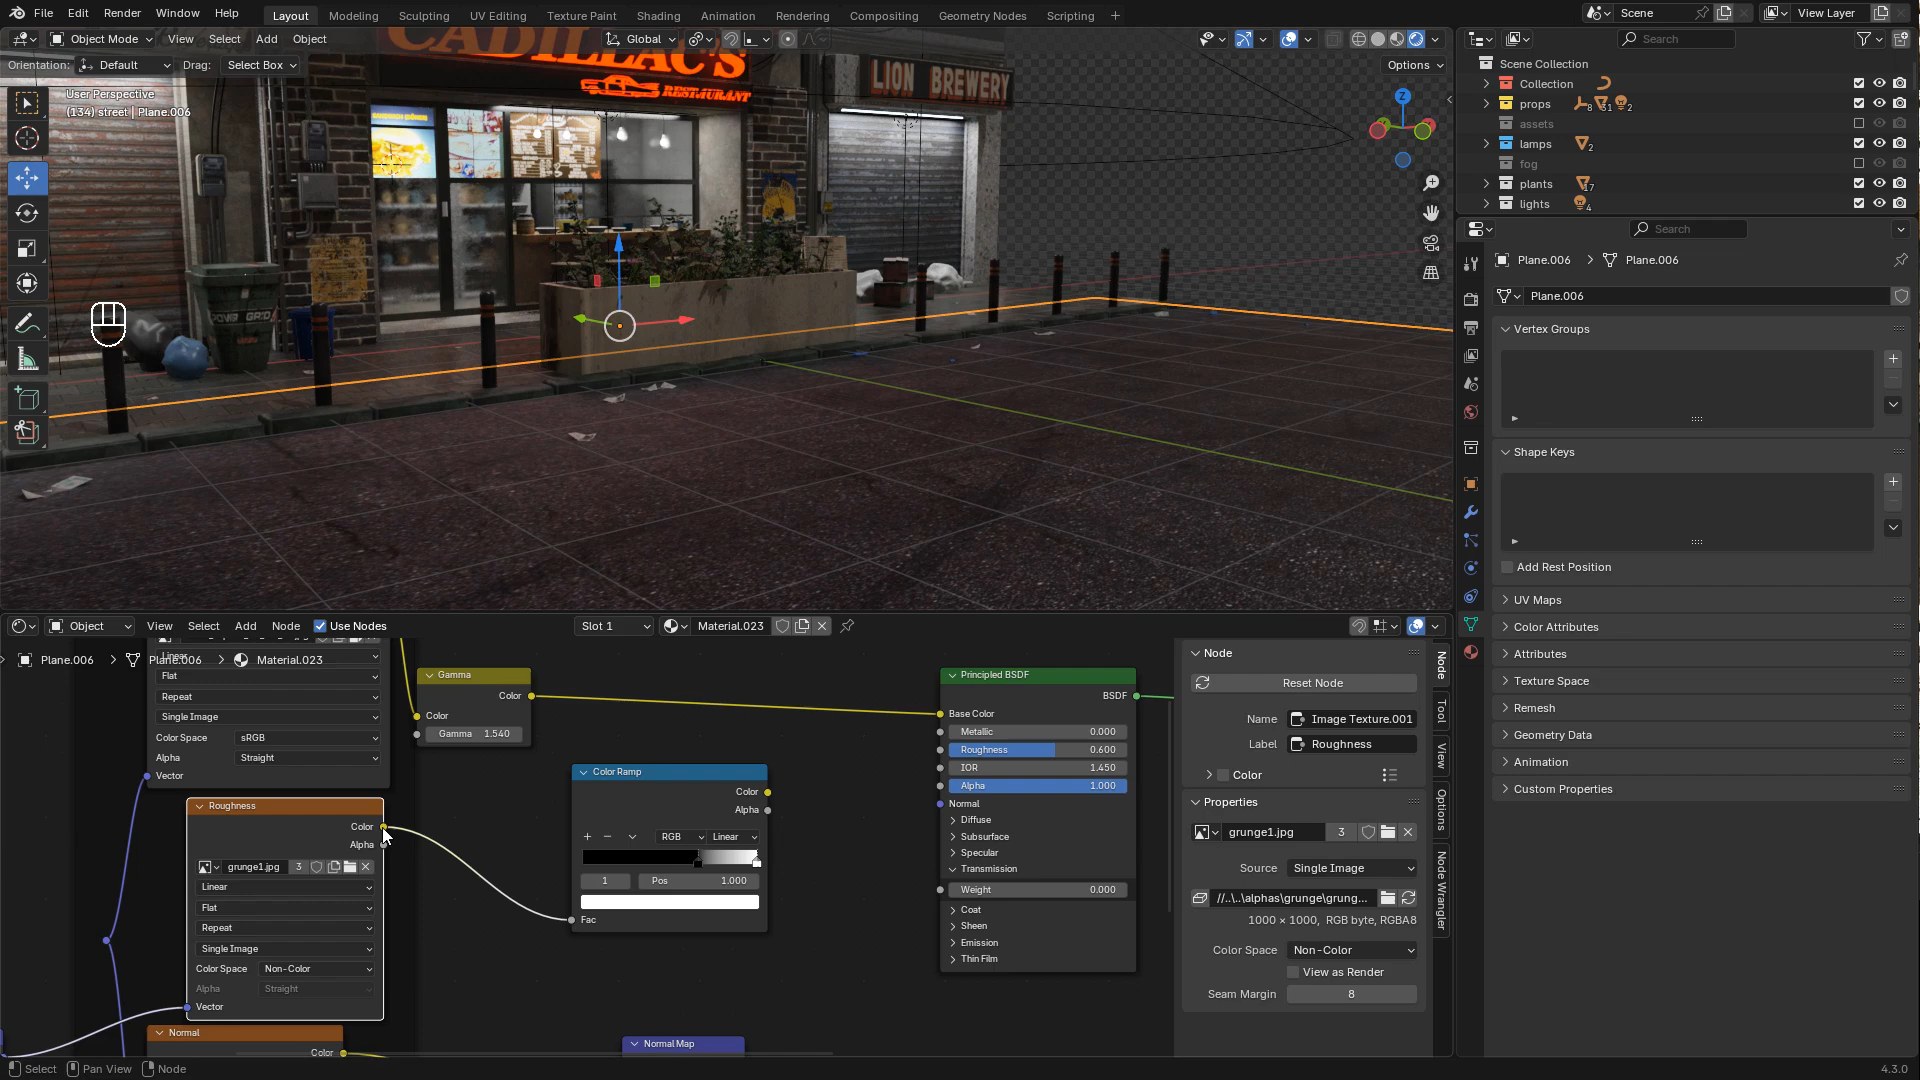 File Edit Render Window Help Layout Modeling Sculpting UV Editing Texture Paint Shading Animation Rendering Compositing Geometry Nodes Scripting + Scene View Layer
Object Mode View Select Add Object Global Search
Orientation: Default Drag: Select Box Options
User Perspective
(134) street | Plane.006
CADILLAC'S
RESTAURANT
LION BREWERY
Z
Scene Collection
Collection
props 8 31 2
assets
lamps 2
fog
plants 17
lights 4
Search
Plane.006 > Plane.006
Plane.006
Vertex Groups
Shape Keys
Add Rest Position
UV Maps
Color Attributes
Attributes
Texture Space
Remesh
Geometry Data
Animation
Custom Properties
Object View Select Add Node Use Nodes Slot 1 Material.023
Plane.006 > Plane.006 > Material.023
Linear
Flat
Repeat
Single Image
Color Space sRGB
Alpha Straight
Vector
Roughness
Color
Alpha
grunge1.jpg 3
Linear
Flat
Repeat
Single Image
Color Space Non-Color
Alpha Straight
Vector
Normal
Color
Gamma
Color
Color
Gamma 1.540
Color Ramp
Color
Alpha
RGB Linear
1 Pos 1.000
Fac
Normal Map
Principled BSDF
BSDF
Base Color
Metallic 0.000
Roughness 0.600
IOR 1.450
Alpha 1.000
Normal
Diffuse
Subsurface
Specular
Transmission
Weight 0.000
Coat
Sheen
Emission
Thin Film
Node
Reset Node
Name Image Texture.001
Label Roughness
Color
Properties
grunge1.jpg 3
Source Single Image
//..\..\alphas\grunge\grung...
1000 × 1000, RGB byte, RGBA8
Color Space Non-Color
View as Render
Seam Margin 8
Node
Tool
View
Options
Node Wrangler
Select Pan View Node 4.3.0